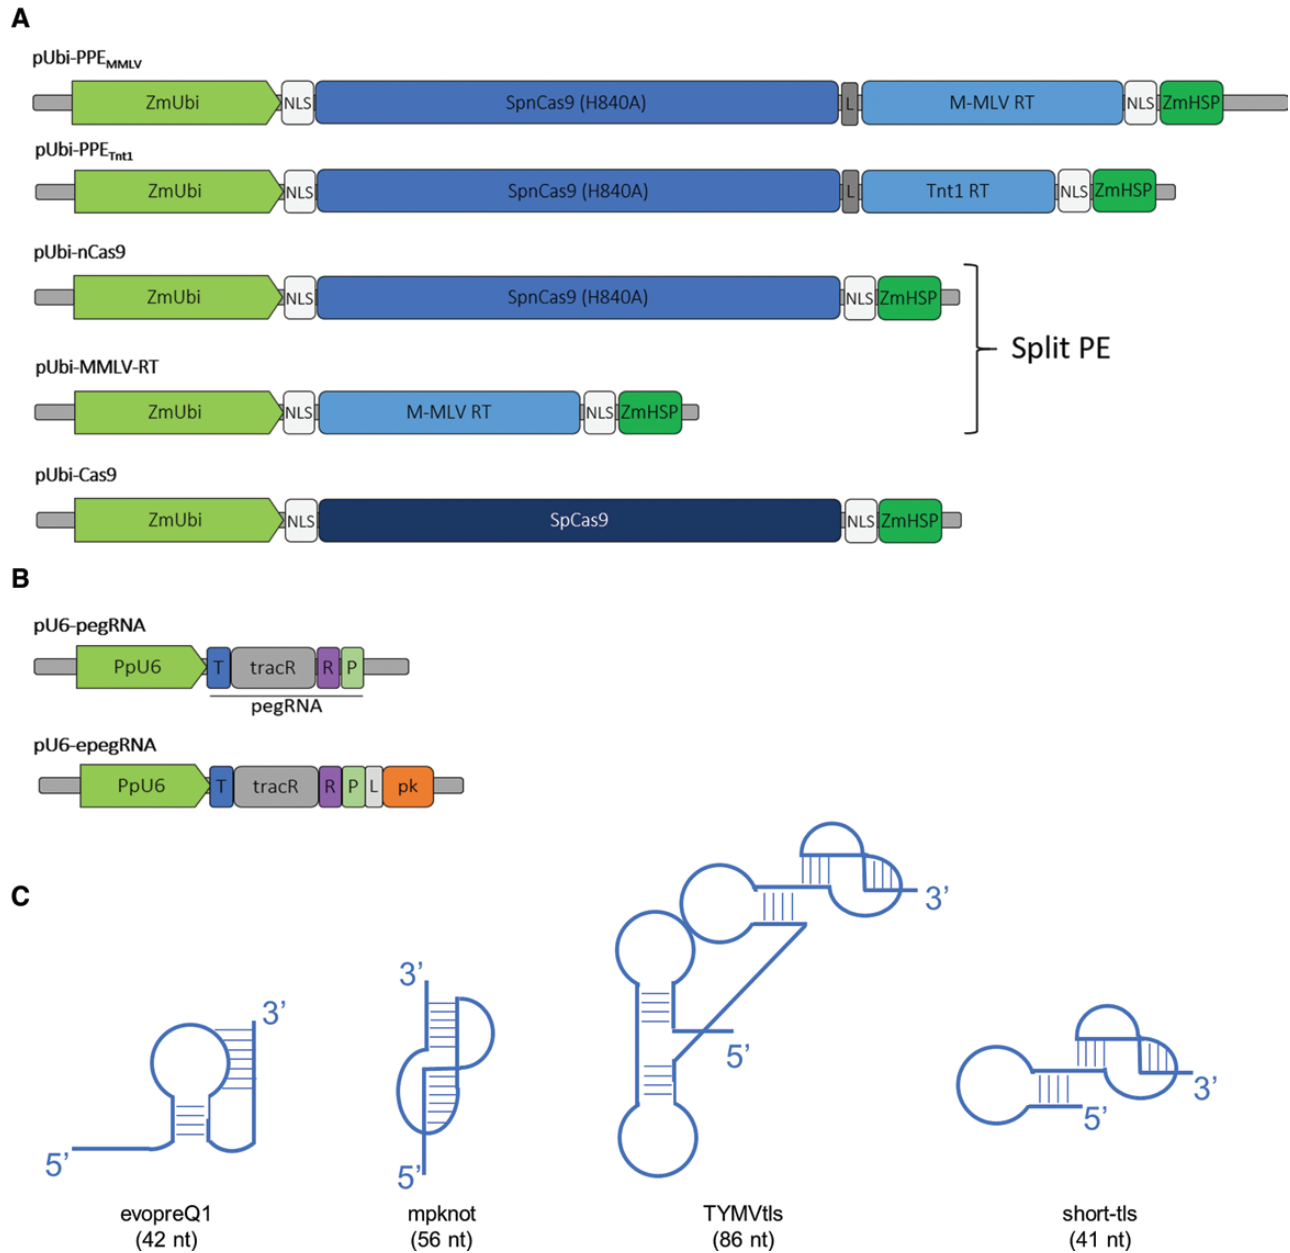 A
pUbi-PPEMMLV
ZmUbi NLS SpnCas9 (H840A) L M-MLV RT NLS ZmHSP
pUbi-PPETnt1
ZmUbi NLS SpnCas9 (H840A) L Tnt1 RT NLS ZmHSP
pUbi-nCas9
ZmUbi NLS SpnCas9 (H840A) NLS ZmHSP
Split PE
pUbi-MMLV-RT
ZmUbi NLS M-MLV RT NLS ZmHSP
pUbi-Cas9
ZmUbi NLS SpCas9 NLS ZmHSP
B
pU6-pegRNA
PpU6 T tracR R P
pegRNA
pU6-epegRNA
PpU6 T tracR R P L pk
C
5’ 3’
evopreQ1
(42 nt)
3’ 5’
mpknot
(56 nt)
3’ 5’
TYMVtls
(86 nt)
5’ 3’
short-tls
(41 nt)